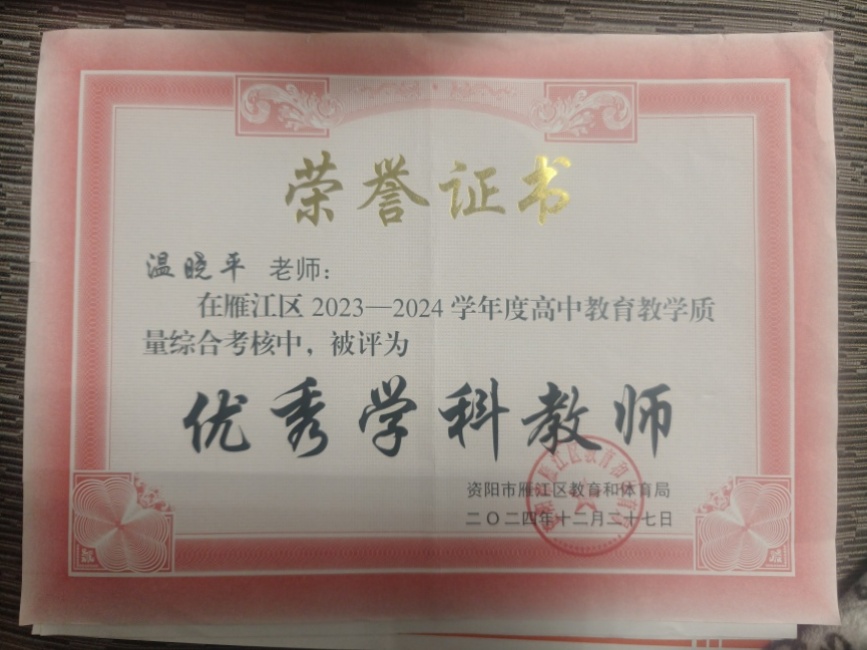 荣誉证书
温晓平 老师：
在雁江区 2023—2024 学年度高中教育教学质
量综合考核中，被评为
优秀学科教师
资阳市雁江区教育和体育局
二〇二四年十二月二十七日